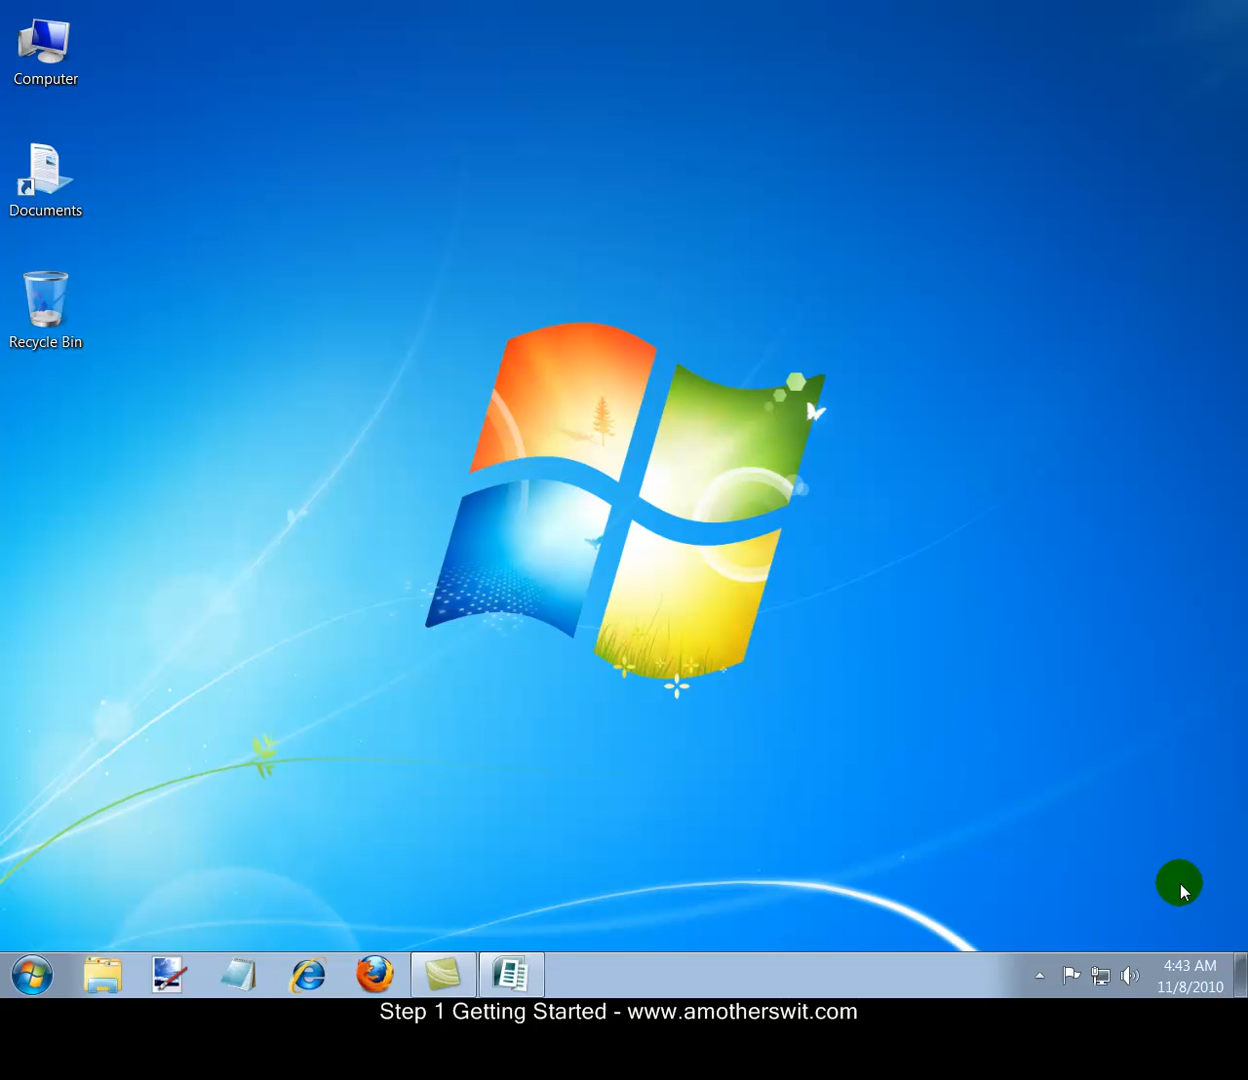 Computer
Documents
Recycle Bin
4:43 AM
11/8/2010
Step 1 Getting Started - www.amotherswit.com